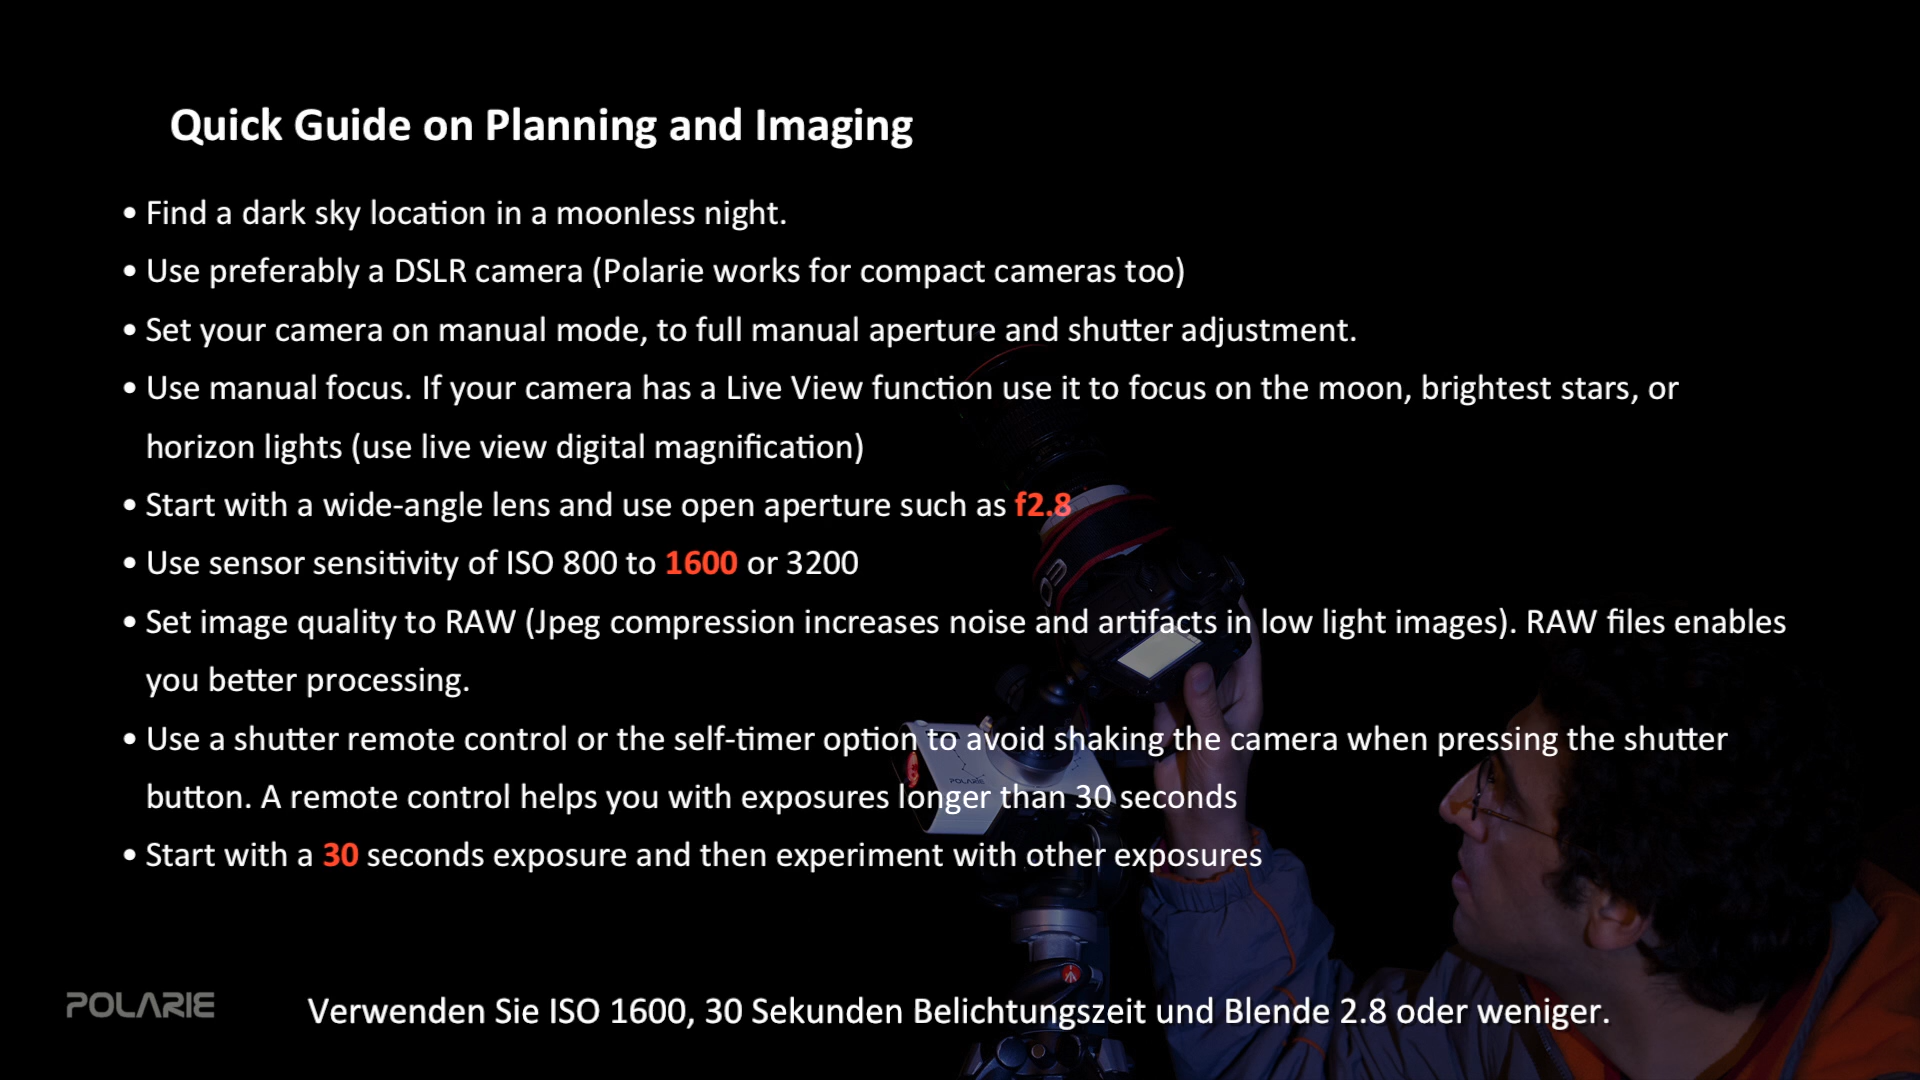 Quick Guide on Planning and Imaging
• Find a dark sky location in a moonless night.
• Use preferably a DSLR camera (Polarie works for compact cameras too)
• Set your camera on manual mode, to full manual aperture and shutter adjustment.
• Use manual focus. If your camera has a Live View function use it to focus on the moon, brightest stars, or
horizon lights (use live view digital magnification)
• Start with a wide-angle lens and use open aperture such as f2.8
• Use sensor sensitivity of ISO 800 to 1600 or 3200
• Set image quality to RAW (Jpeg compression increases noise and artifacts in low light images). RAW files enables
you better processing.
• Use a shutter remote control or the self-timer option to avoid shaking the camera when pressing the shutter
POLARIE
button. A remote control helps you with exposures longer than 30 seconds
• Start with a 30 seconds exposure and then experiment with other exposures
POLARIE
Verwenden Sie ISO 1600, 30 Sekunden Belichtungszeit und Blende 2.8 oder weniger.